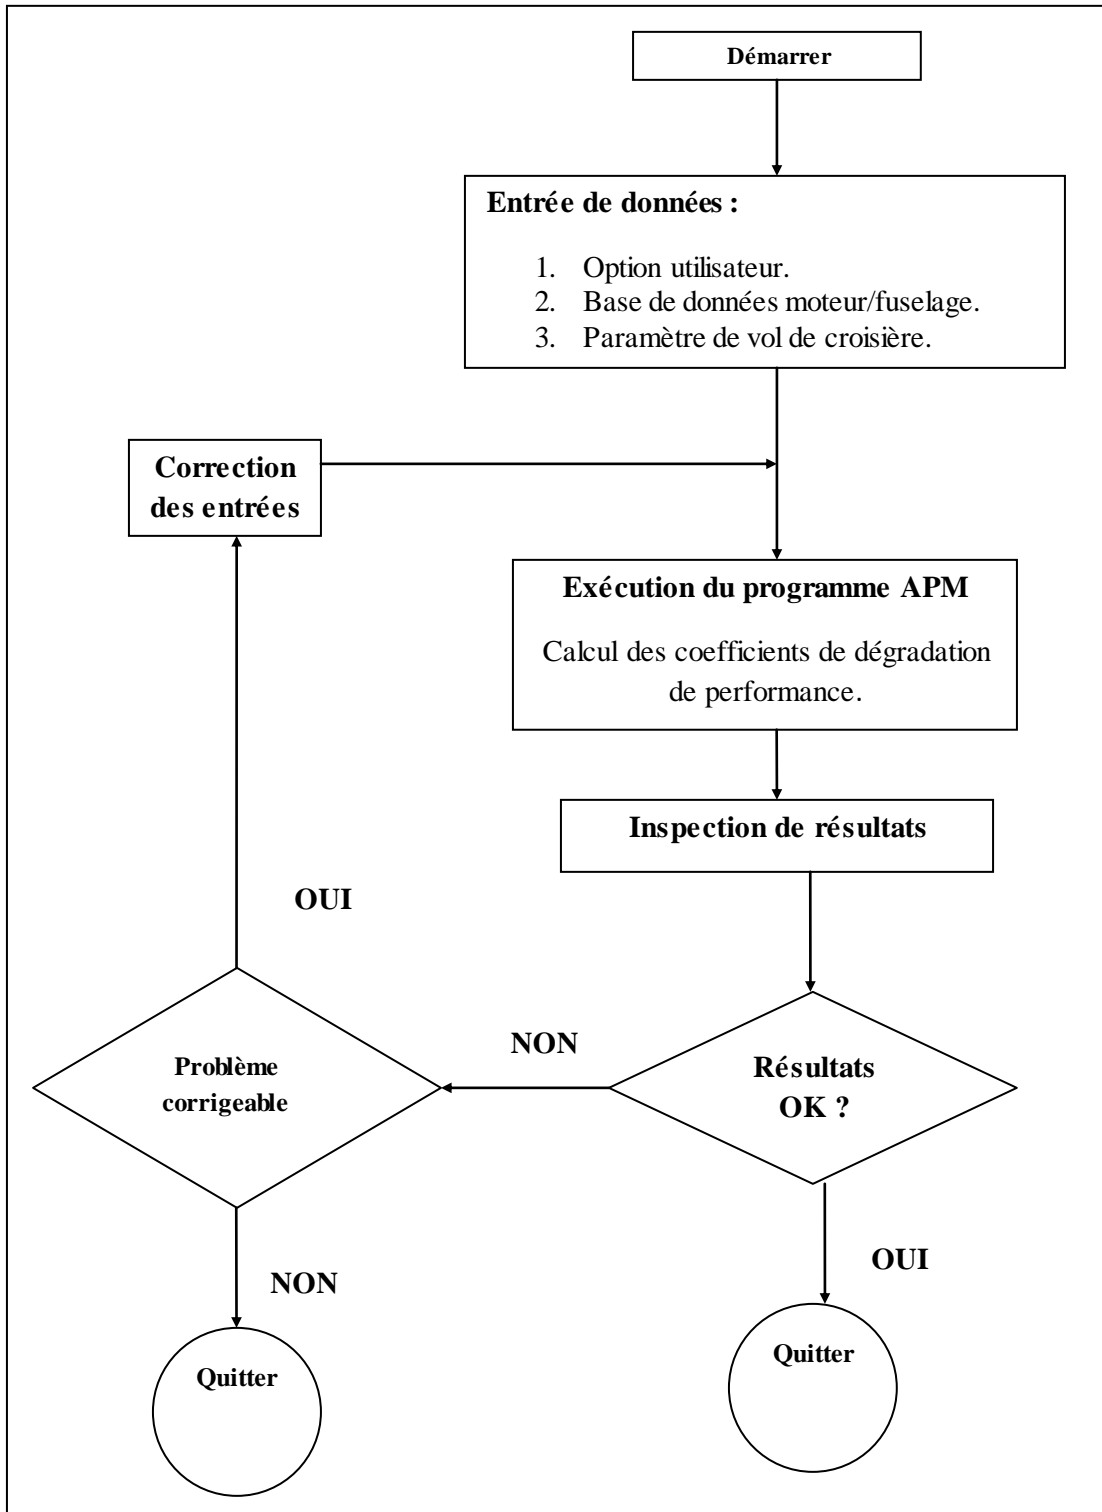 Démarrer
Entrée de données :
1. Option utilisateur.
2. Base de données moteur/fuselage.
3. Paramètre de vol de croisière.
Correction
des entrées
Exécution du programme APM
Calcul des coefficients de dégradation
de performance.
Inspection de résultats
OUI
NON
Problème
corrigeable
Résultats
OK ?
OUI
NON
Quitter
Quitter